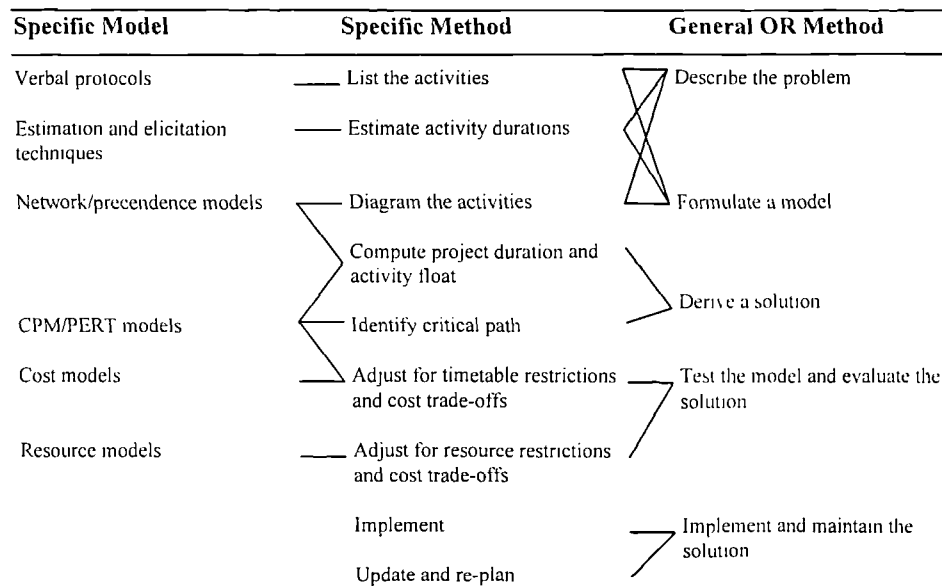 Specific Model Specific Method General OR Method
Verbal protocols List the activities Describe the problem
Estimation and elicitation Estimate activity durations
techniques
Network/precendence models Diagram the activities Formulate a model
Compute project duration and
activity float
Derive a solution
CPM/PERT models Identify critical path
Cost models Adjust for timetable restrictions Test the model and evaluate the
and cost trade-offs solution
Resource models Adjust for resource restrictions
and cost trade-offs
Implement Implement and maintain the
solution
Update and re-plan